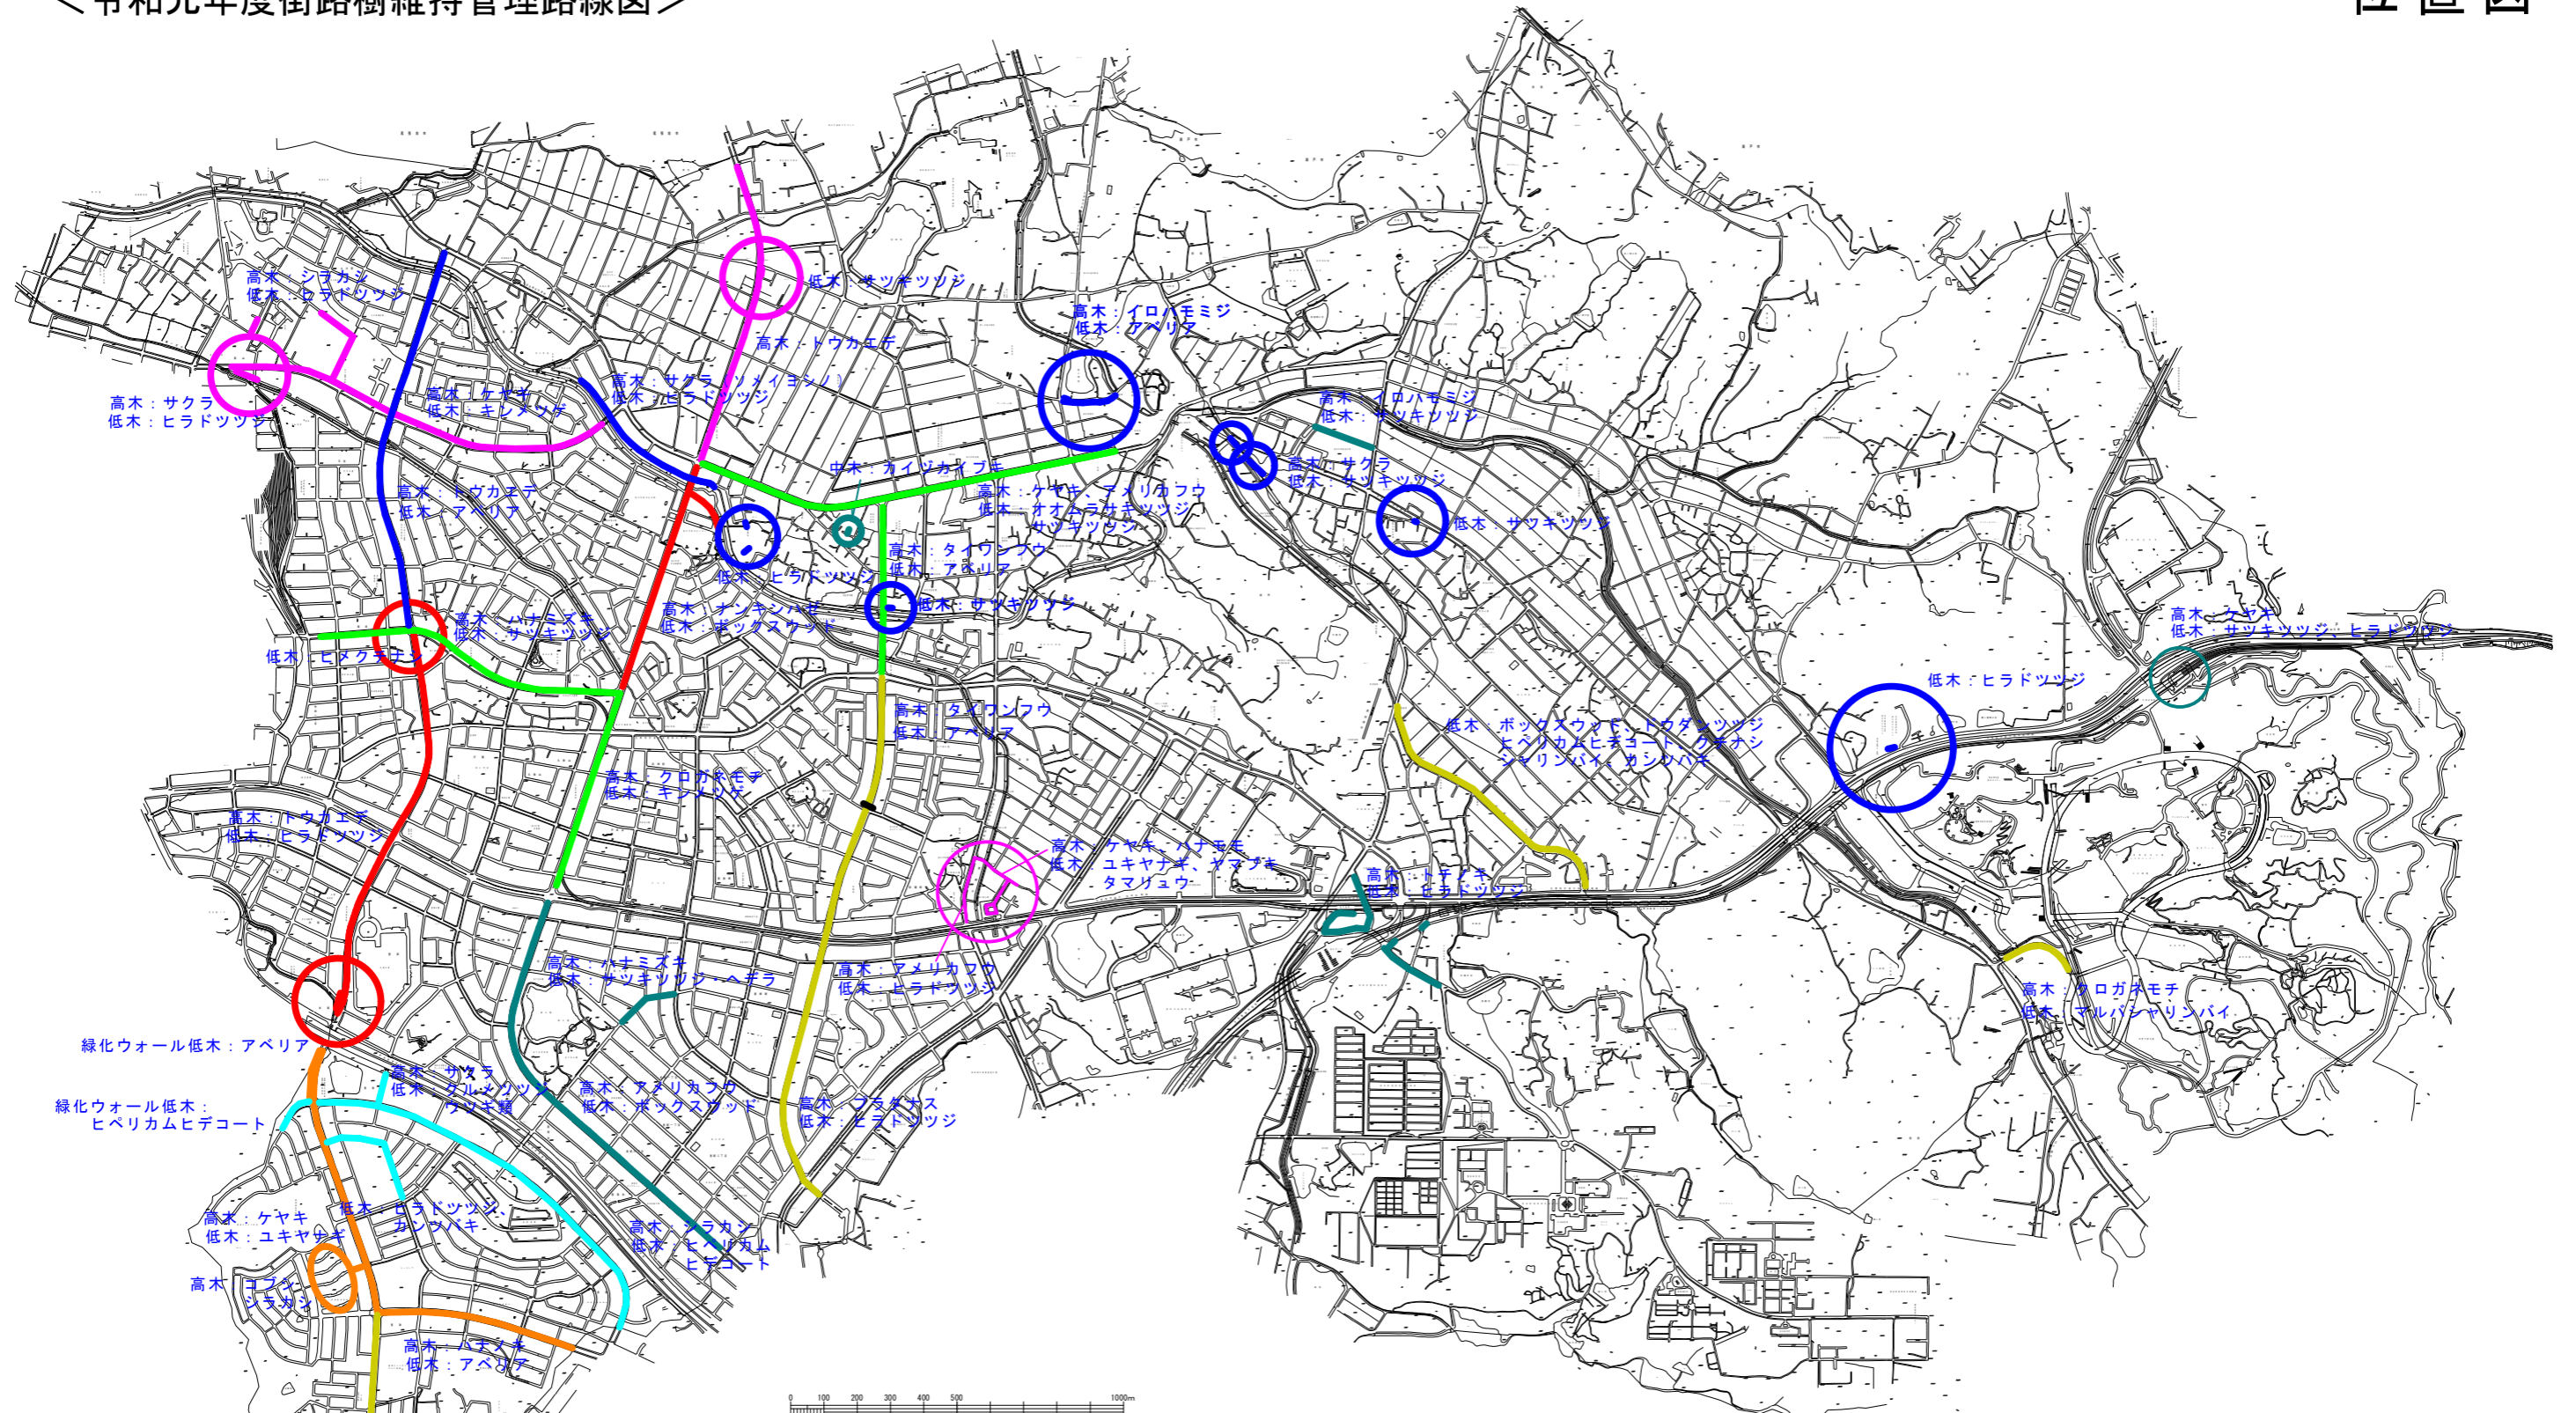 ＜令和元年度街路樹維持管理路線図＞
位置図
高木：シラカシ
低木：ヒラドツツジ
低木：サツキツツジ
高木：トウカエデ
高木：イロハモミジ
低木：アベリア
高木：サクラ
低木：ヒラドツツジ
高木：ケヤキ
低木：キンメツゲ
高木：サクラ（ソメイヨシノ）
低木：ヒラドツツジ
高木：イロハモミジ
低木：サツキツツジ
中木：カイヅカイブキ
高木：サクラ
低木：サツキツツジ
高木：トウカエデ
低木：アベリア
高木：ケヤキ、アメリカフウ
低木：オオムラサキツツジ
サツキツツジ
低木：サツキツツジ
高木：タイワンフウ
低木：アベリア
低木：ヒラドツツジ
低木：サツキツツジ
高木：ナンキンハゼ
低木：ボックスウッド
高木：ハナミズキ
低木：サツキツツジ
低木：ヒメクチナシ
高木：ケヤキ
低木：サツキツツジ、ヒラドツツジ
低木：ヒラドツツジ
高木：タイワンフウ
低木：アベリア
低木：ボックスウッド、トウダンツツジ
ヒペリカムヒデコート、クチナシ
シャリンバイ、カンツバキ
高木：クロガネモチ
低木：キンメツゲ
高木：トウカエデ
低木：ヒラドツツジ
高木：ケヤキ、ハナモモ
低木：ユキヤナギ、ヤマブキ
タマリュウ
高木：トチノキ
低木：ヒラドツツジ
高木：ハナミズキ
低木：サツキツツジ・ヘデラ
高木：アメリカフウ
低木：ヒラドツツジ
高木：クロガネモチ
低木：マルバシャリンバイ
緑化ウォール低木：アベリア
高木：サクラ
低木：クルメツツジ
ウツギ類
高木：アメリカフウ
低木：ボックスウッド
高木：プラタナス
低木：ヒラドツツジ
緑化ウォール低木：
ヒペリカムヒデコート
高木：ケヤキ
低木：ユキヤナギ
低木：ヒラドツツジ、
カンツバキ
高木：シラカシ
低木：ヒペリカム
ヒデコート
高木：コブシ
シラカシ
高木：ハナノキ
低木：アベリア
0 100 200 300 400 500 1000m